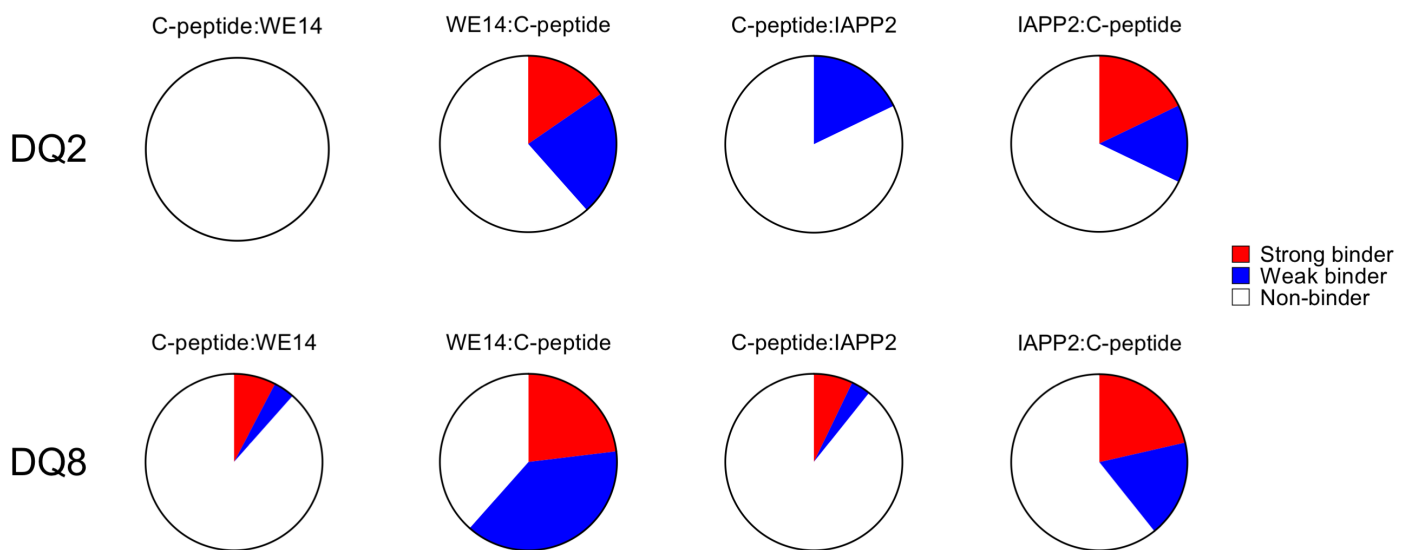 C-peptide:WE14
WE14:C-peptide
C-peptide:IAPP2
IAPP2:C-peptide
DQ2
Strong binder
Weak binder
Non-binder
C-peptide:WE14
WE14:C-peptide
C-peptide:IAPP2
IAPP2:C-peptide
DQ8